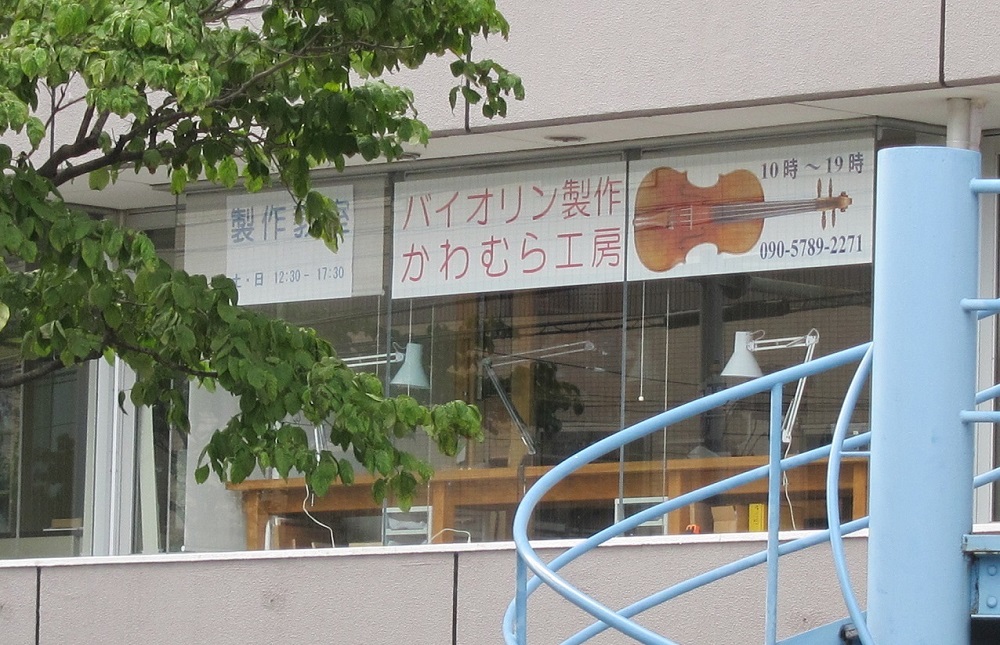 製作教室
土・日 12:30－17:30
バイオリン製作
かわむら工房
10時～19時
090-5789-2271